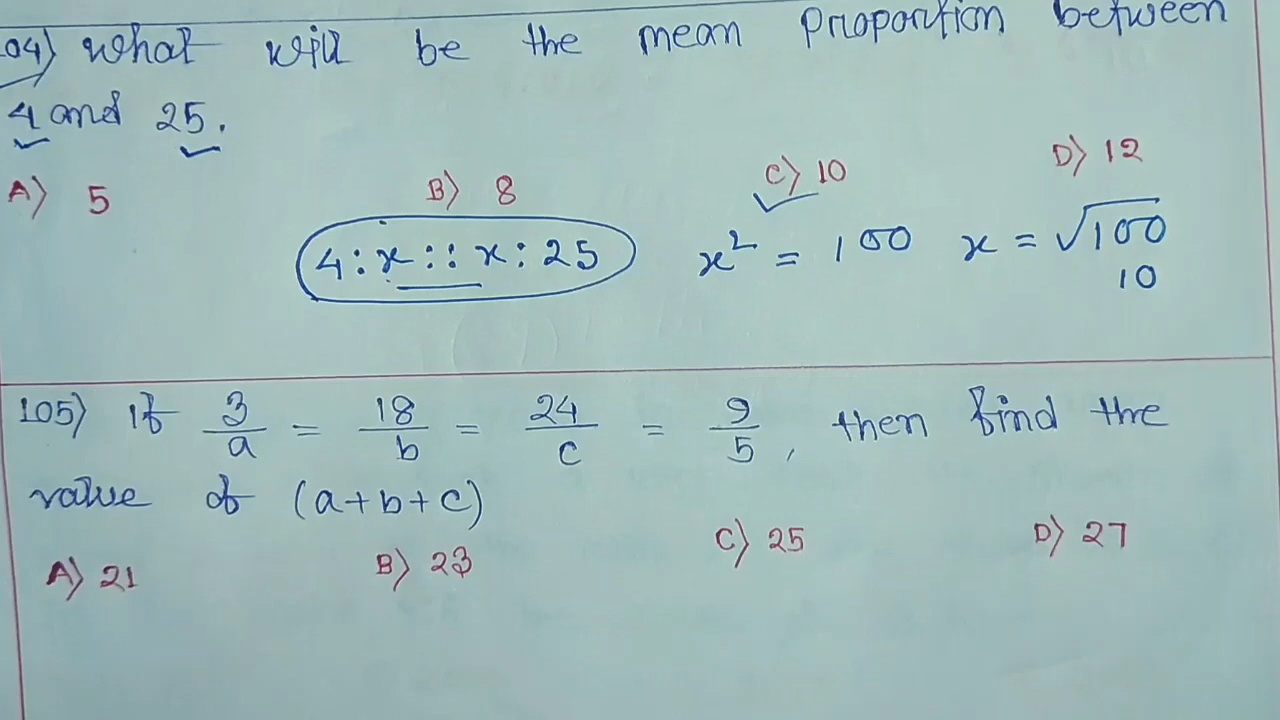 04) What will be the mean proportion between
4 and 25.
A) 5 B) 8 C) 10 D) 12
4 : x :: x : 25 x² = 100 x = √100
10
105) If 3/a = 18/b = 24/c = 9/5, then find the
value of (a+b+c)
A) 21 B) 23 C) 25 D) 27